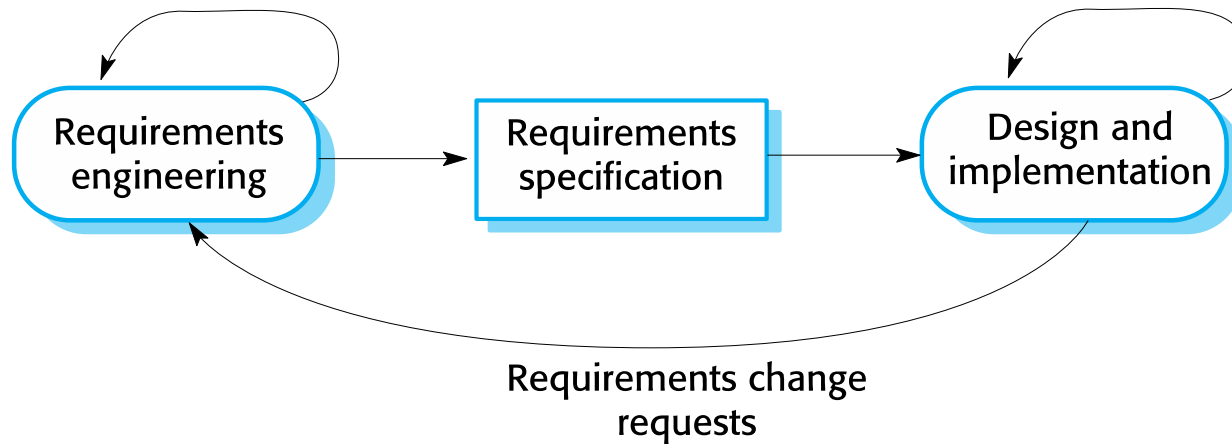 Requirements
engineering
Requirements
specification
Design and
implementation
Requirements change
requests